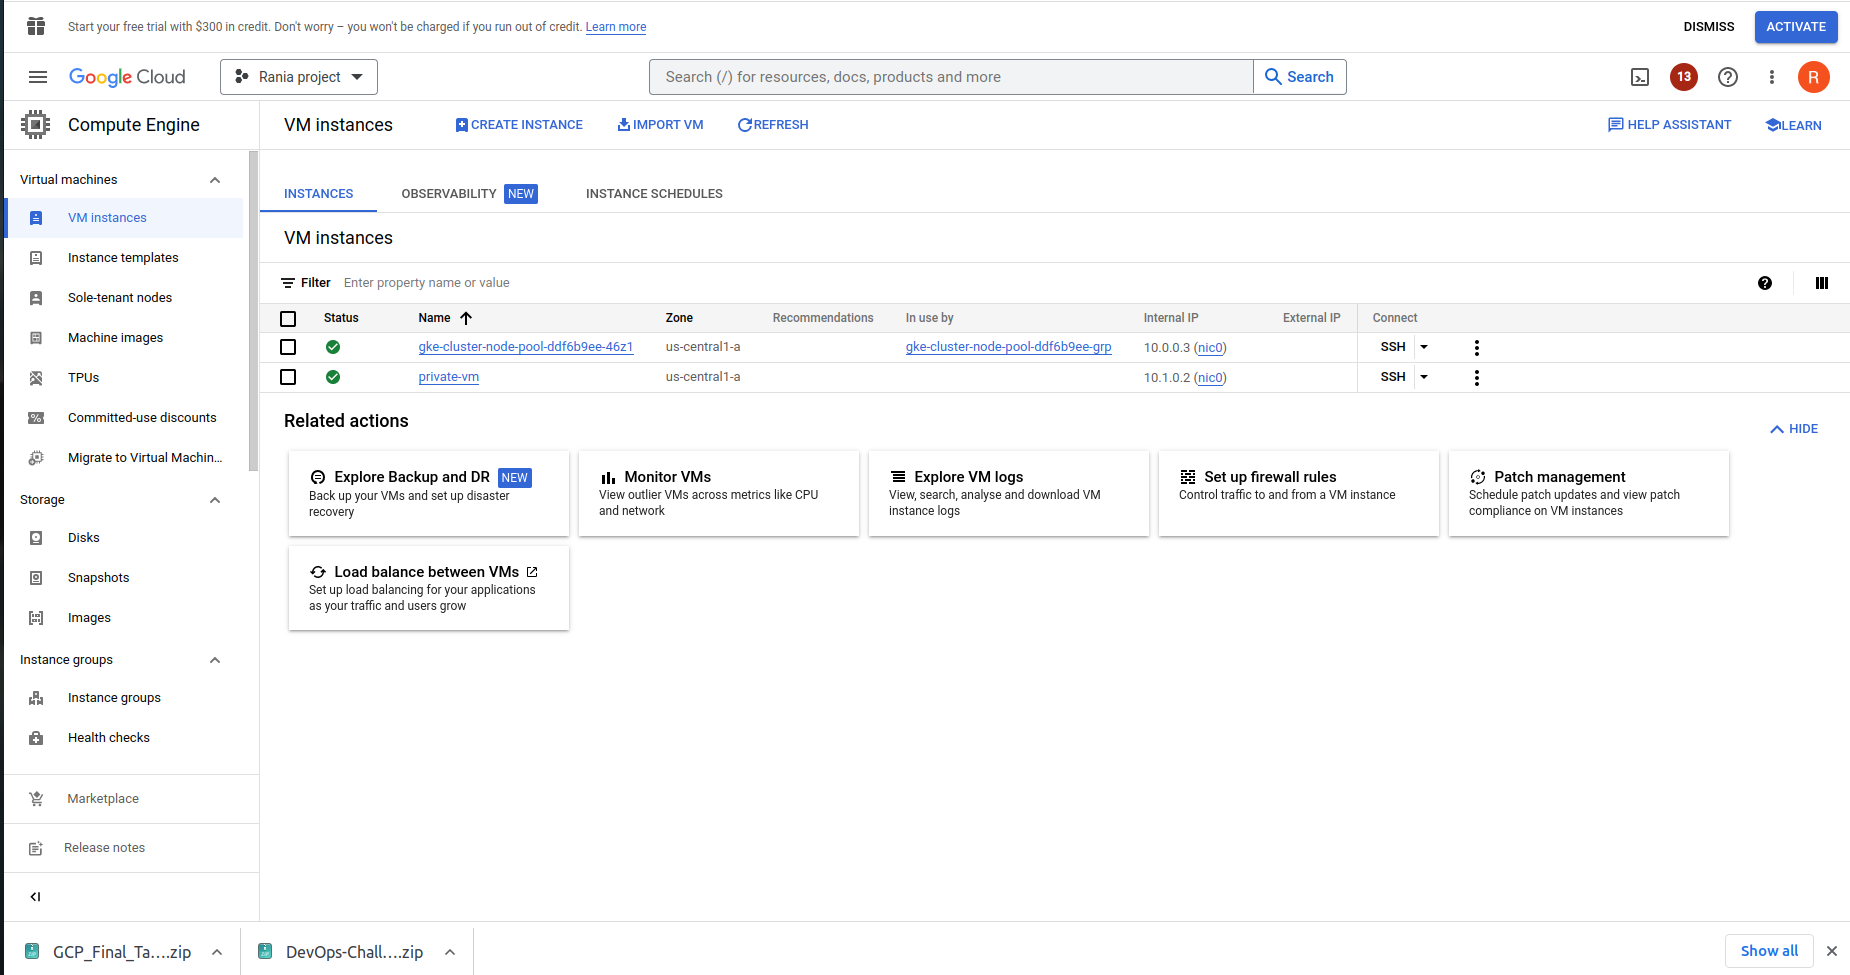 Start your free trial with $300 in credit. Don't worry – you won't be charged if you run out of credit. Learn more
DISMISS
ACTIVATE
Google Cloud
Rania project
Search (/) for resources, docs, products and more
Search
13
R
Compute Engine
VM instances
CREATE INSTANCE
IMPORT VM
REFRESH
HELP ASSISTANT
LEARN
Virtual machines
VM instances
Instance templates
Sole-tenant nodes
Machine images
TPUs
Committed-use discounts
Migrate to Virtual Machin...
Storage
Disks
Snapshots
Images
Instance groups
Instance groups
Health checks
Marketplace
Release notes
INSTANCES
OBSERVABILITY NEW
INSTANCE SCHEDULES
VM instances
Filter Enter property name or value
Status Name Zone Recommendations In use by Internal IP External IP Connect
gke-cluster-node-pool-ddf6b9ee-46z1 us-central1-a gke-cluster-node-pool-ddf6b9ee-grp 10.0.0.3 (nic0) SSH
private-vm us-central1-a 10.1.0.2 (nic0) SSH
Related actions
HIDE
Explore Backup and DR NEW
Back up your VMs and set up disaster
recovery
Monitor VMs
View outlier VMs across metrics like CPU
and network
Explore VM logs
View, search, analyse and download VM
instance logs
Set up firewall rules
Control traffic to and from a VM instance
Patch management
Schedule patch updates and view patch
compliance on VM instances
Load balance between VMs
Set up load balancing for your applications
as your traffic and users grow
GCP_Final_Ta....zip
DevOps-Chall....zip
Show all